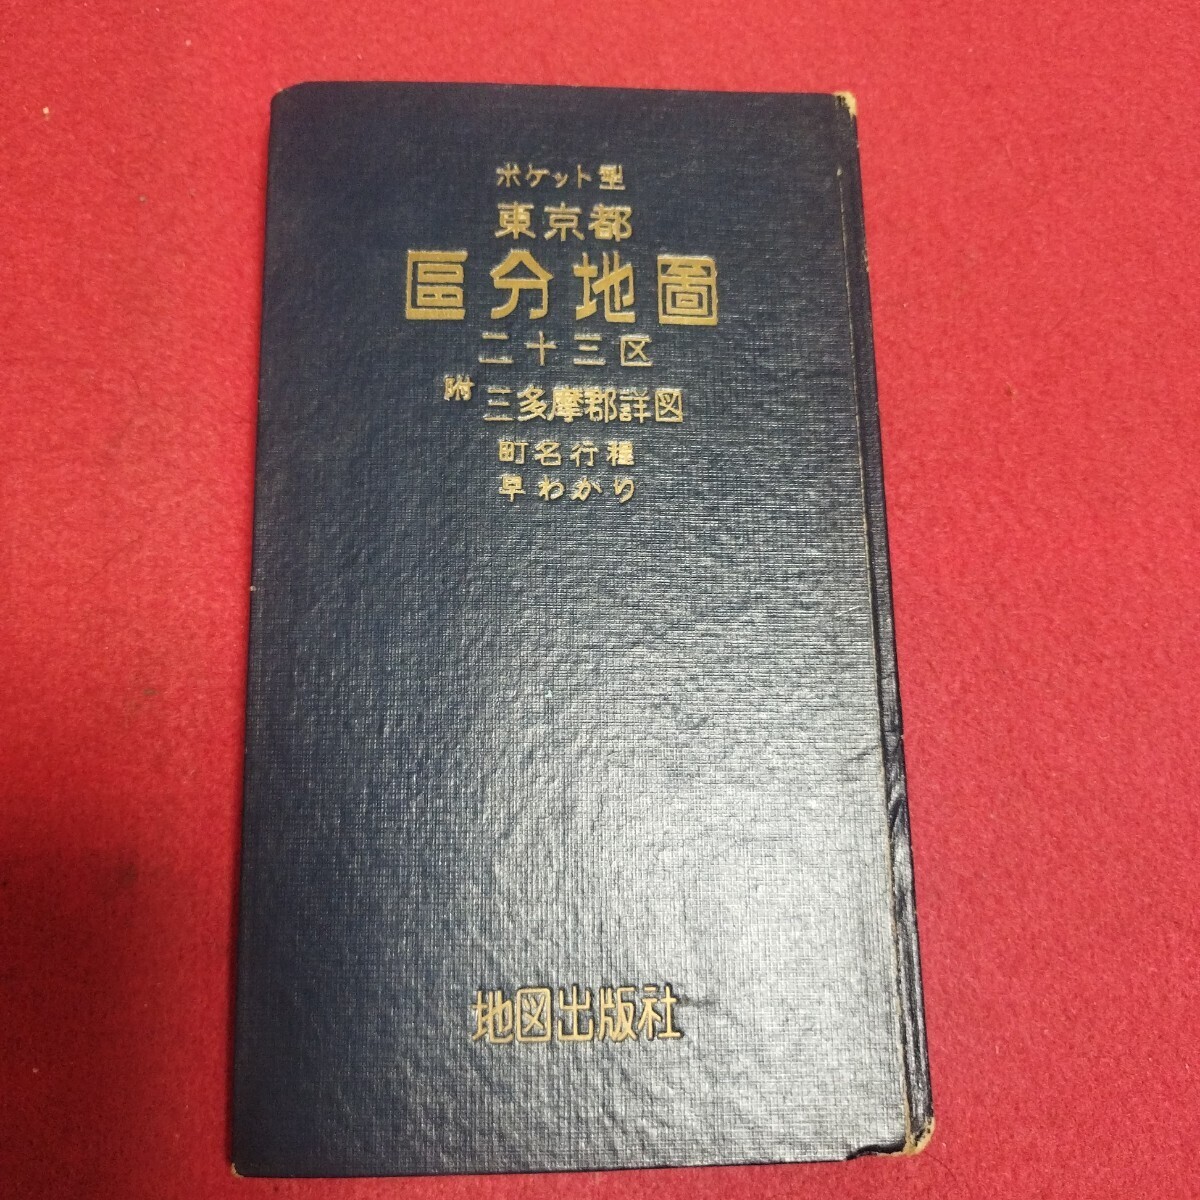 ポケット型
東京都
區分地圖
二十三区
附 三多摩郡詳図
町名行程
早わかり
地図出版社